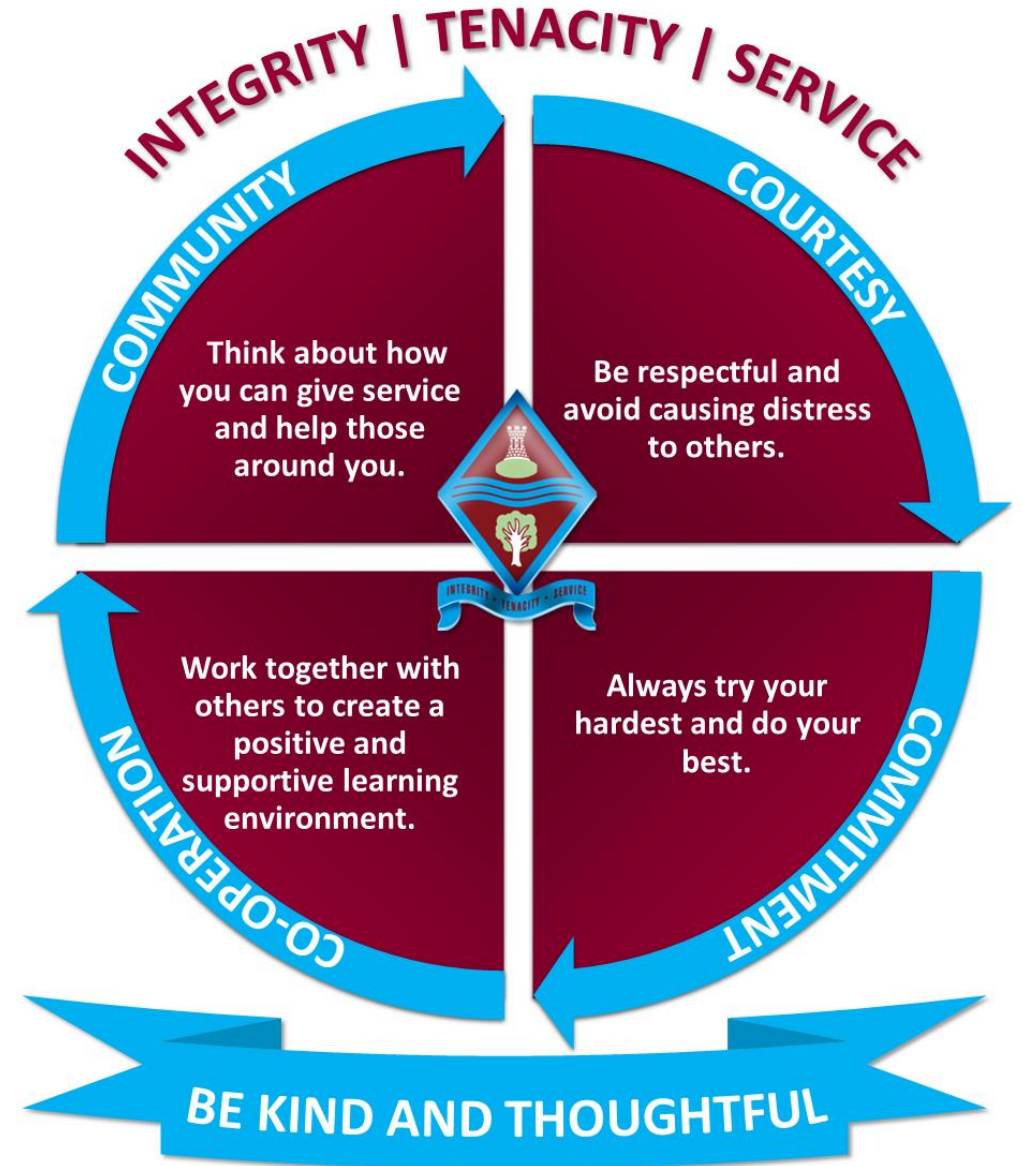 INTEGRITY | TENACITY | SERVICE
COMMUNITY
Think about how
you can give service
and help those
around you.
COURTESY
Be respectful and
avoid causing distress
to others.
INTEGRITY • TENACITY • SERVICE
Work together with
others to create a
positive and
supportive learning
environment.
CO-OPERATION
Always try your
hardest and do your
best.
COMMITMENT
BE KIND AND THOUGHTFUL